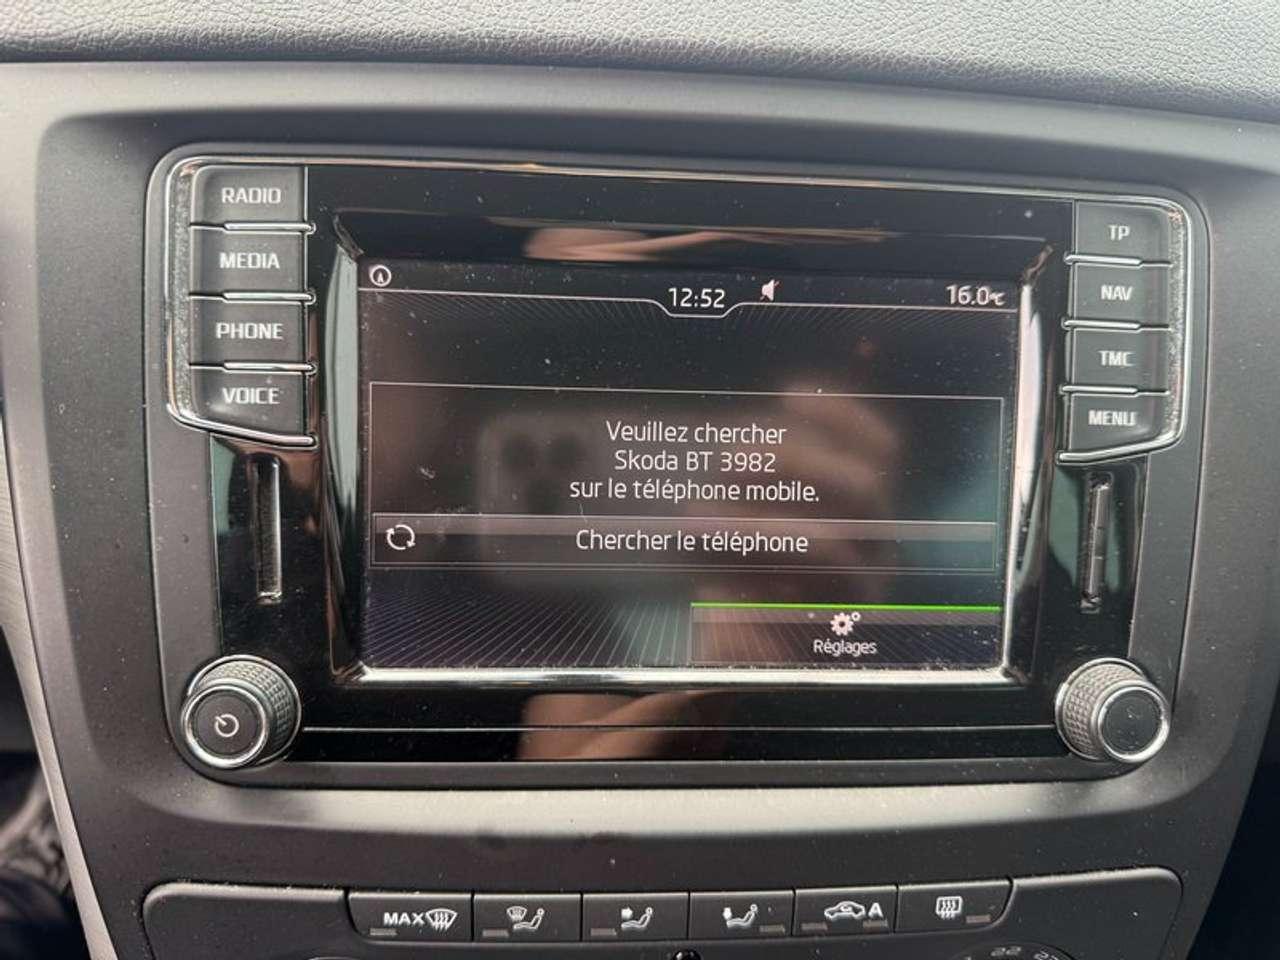 RADIO
MEDIA
PHONE
VOICE
TP
NAV
TMC
MENU
12:52
16.0°C
Veuillez chercher
Skoda BT 3982
sur le téléphone mobile.
Chercher le téléphone
Réglages
MAX
A
22